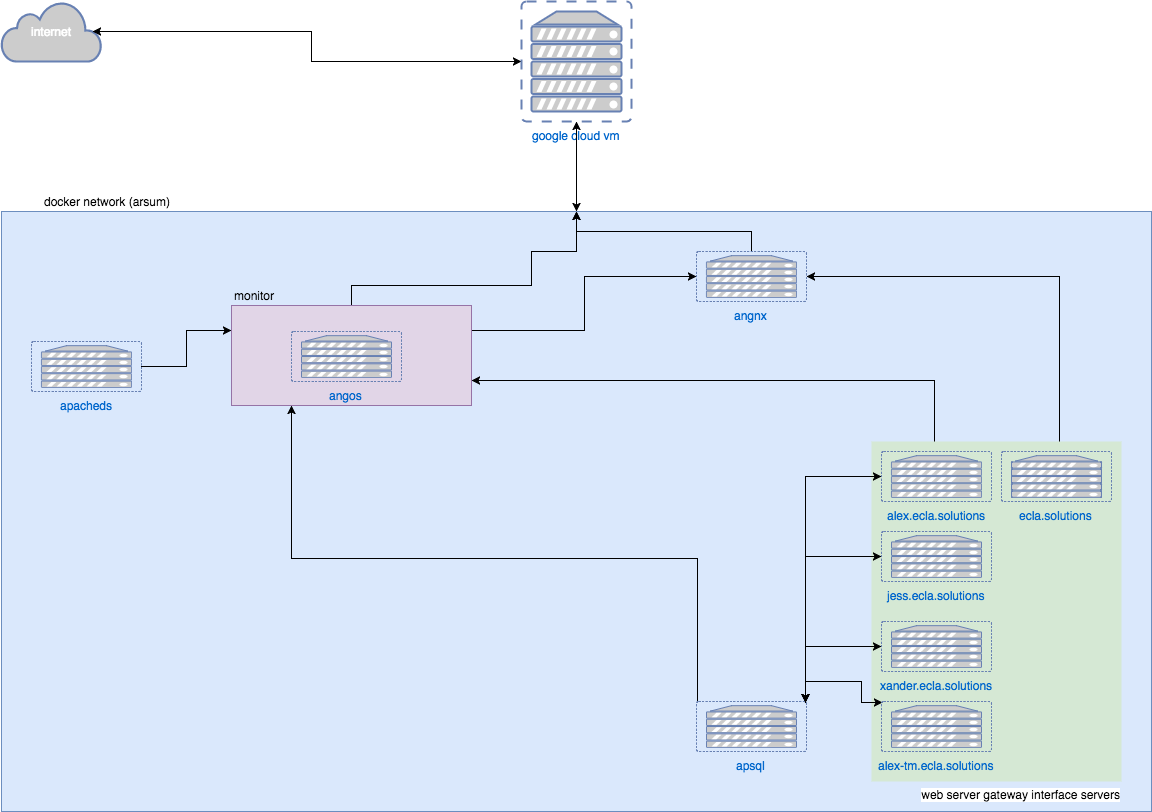 internet
google cloud vm
docker network (arsum)
monitor
angnx
angos
apacheds
alex.ecla.solutions
ecla.solutions
jess.ecla.solutions
xander.ecla.solutions
apsql
alex-tm.ecla.solutions
web server gateway interface servers